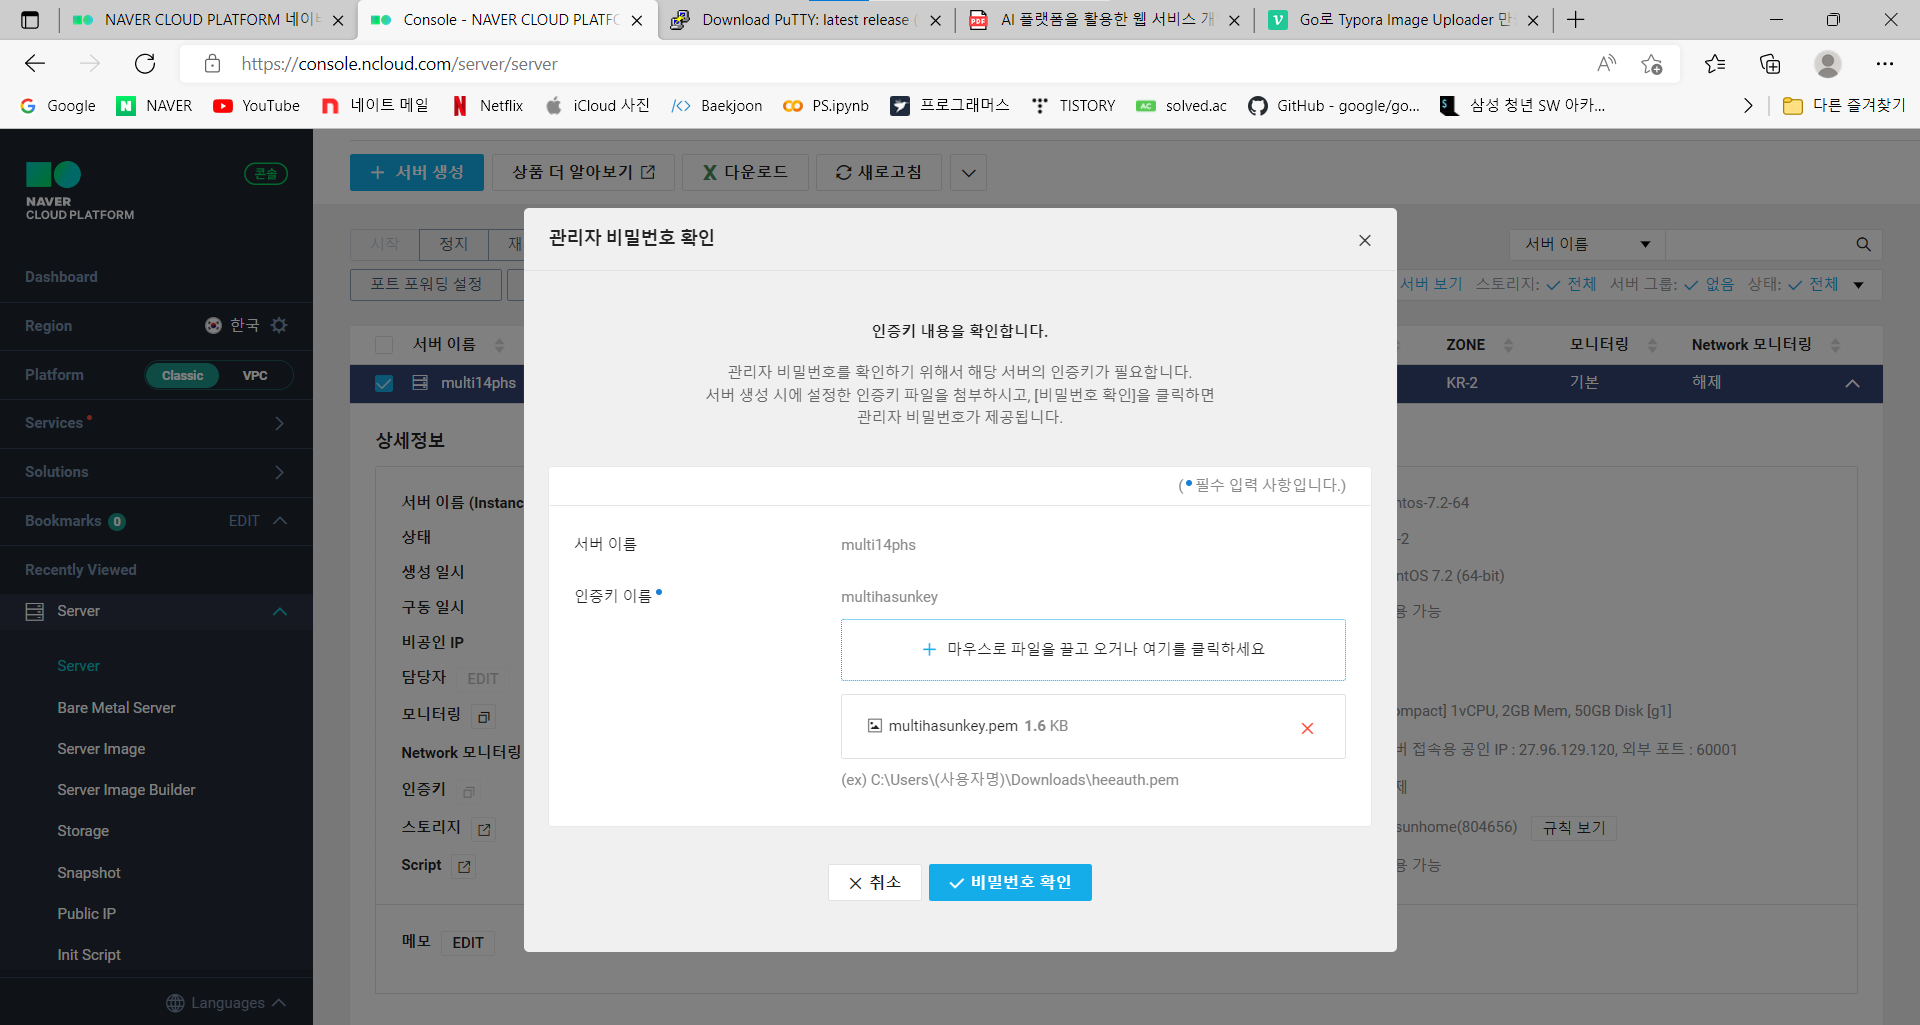 NAVER CLOUD PLATFORM 네이
Console - NAVER CLOUD PLATFO
Download PuTTY: latest release (
AI 플랫폼을 활용한 웹 서비스 개
Go로 Typora Image Uploader 만
https://console.ncloud.com/server/server
Google
NAVER
YouTube
네이트 메일
Netflix
iCloud 사진
Baekjoon
PS.ipynb
프로그래머스
TISTORY
solved.ac
GitHub - google/go...
삼성 청년 SW 아카...
다른 즐겨찾기
NAVER
CLOUD PLATFORM
콘솔
Dashboard
Region
한국
Platform
Classic
VPC
Services
Solutions
Bookmarks 0
EDIT
Recently Viewed
Server
Server
Bare Metal Server
Server Image
Server Image Builder
Storage
Snapshot
Public IP
Init Script
Languages
+ 서버 생성
상품 더 알아보기
다운로드
새로고침
시작
정지
재
포트 포워딩 설정
서버 이름
서버 보기
스토리지: 전체
서버 그룹: 없음
상태: 전체
서버 이름
ZONE
모니터링
Network 모니터링
multi14phs
KR-2
기본
해제
상세정보
서버 이름 (Instanc
상태
생성 일시
구동 일시
비공인 IP
담당자 EDIT
모니터링
Network 모니터링
인증키
스토리지
Script
메모 EDIT
ntos-7.2-64
-2
ntOS 7.2 (64-bit)
용 가능
ompact] 1vCPU, 2GB Mem, 50GB Disk [g1]
버 접속용 공인 IP : 27.96.129.120, 외부 포트 : 60001
제
sunhome(804656)
규칙 보기
용 가능
관리자 비밀번호 확인
인증키 내용을 확인합니다.
관리자 비밀번호를 확인하기 위해서 해당 서버의 인증키가 필요합니다.
서버 생성 시에 설정한 인증키 파일을 첨부하시고, [비밀번호 확인]을 클릭하면
관리자 비밀번호가 제공됩니다.
(• 필수 입력 사항입니다.)
서버 이름
multi14phs
인증키 이름
multihasunkey
+ 마우스로 파일을 끌고 오거나 여기를 클릭하세요
multihasunkey.pem 1.6 KB
(ex) C:\Users\(사용자명)\Downloads\heeauth.pem
취소
비밀번호 확인